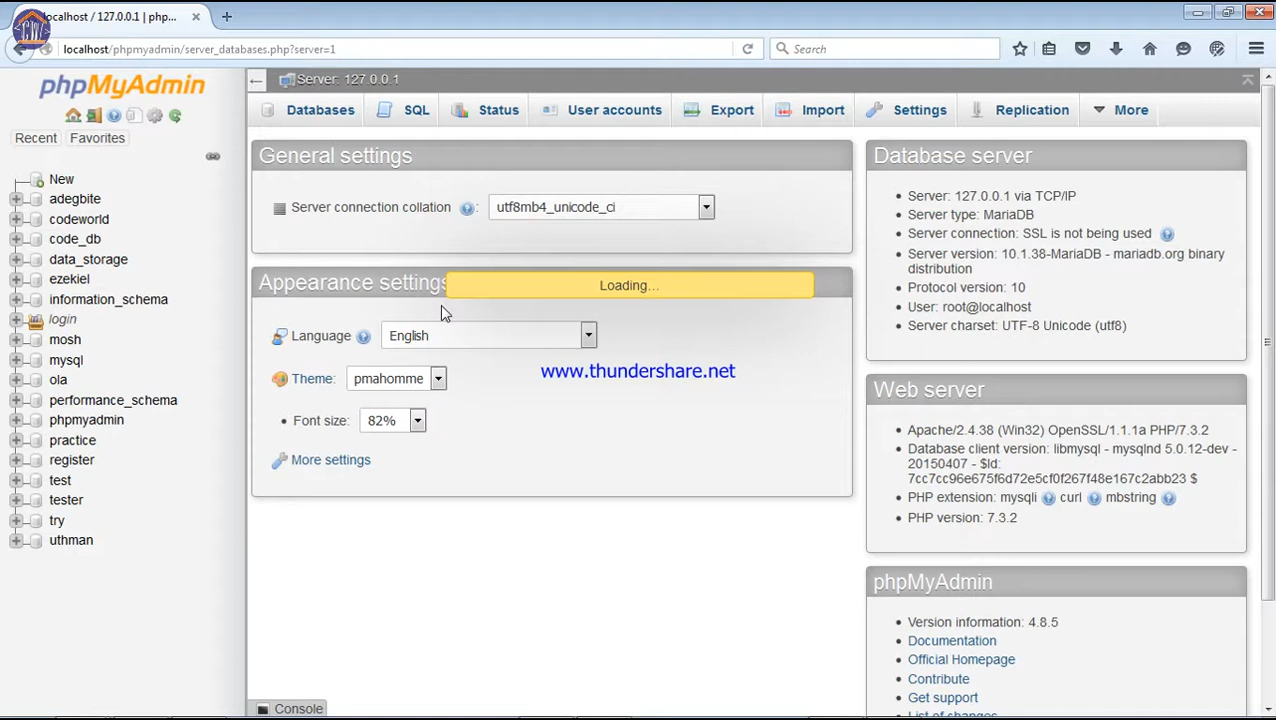 localhost / 127.0.0.1 | php...
localhost/phpmyadmin/server_databases.php?server=1
Search
phpMyAdmin
Recent
Favorites
New
adegbite
codeworld
code_db
data_storage
ezekiel
information_schema
login
mosh
mysql
ola
performance_schema
phpmyadmin
practice
register
test
tester
try
uthman
Server: 127.0.0.1
Databases
SQL
Status
User accounts
Export
Import
Settings
Replication
More
General settings
Server connection collation
:
utf8mb4_unicode_ci
Appearance settings
Loading...
Language
English
www.thundershare.net
Theme:
pmahomme
• Font size:
82%
More settings
Console
Database server
• Server: 127.0.0.1 via TCP/IP
• Server type: MariaDB
• Server connection: SSL is not being used
• Server version: 10.1.38-MariaDB - mariadb.org binary
distribution
• Protocol version: 10
• User: root@localhost
• Server charset: UTF-8 Unicode (utf8)
Web server
• Apache/2.4.38 (Win32) OpenSSL/1.1.1a PHP/7.3.2
• Database client version: libmysql - mysqlnd 5.0.12-dev -
20150407 - $Id:
7cc7cc96e675f6d72e5cf0f267f48e167c2abb23 $
• PHP extension: mysqli curl mbstring
• PHP version: 7.3.2
phpMyAdmin
• Version information: 4.8.5
• Documentation
• Official Homepage
• Contribute
• Get support
• List of changes